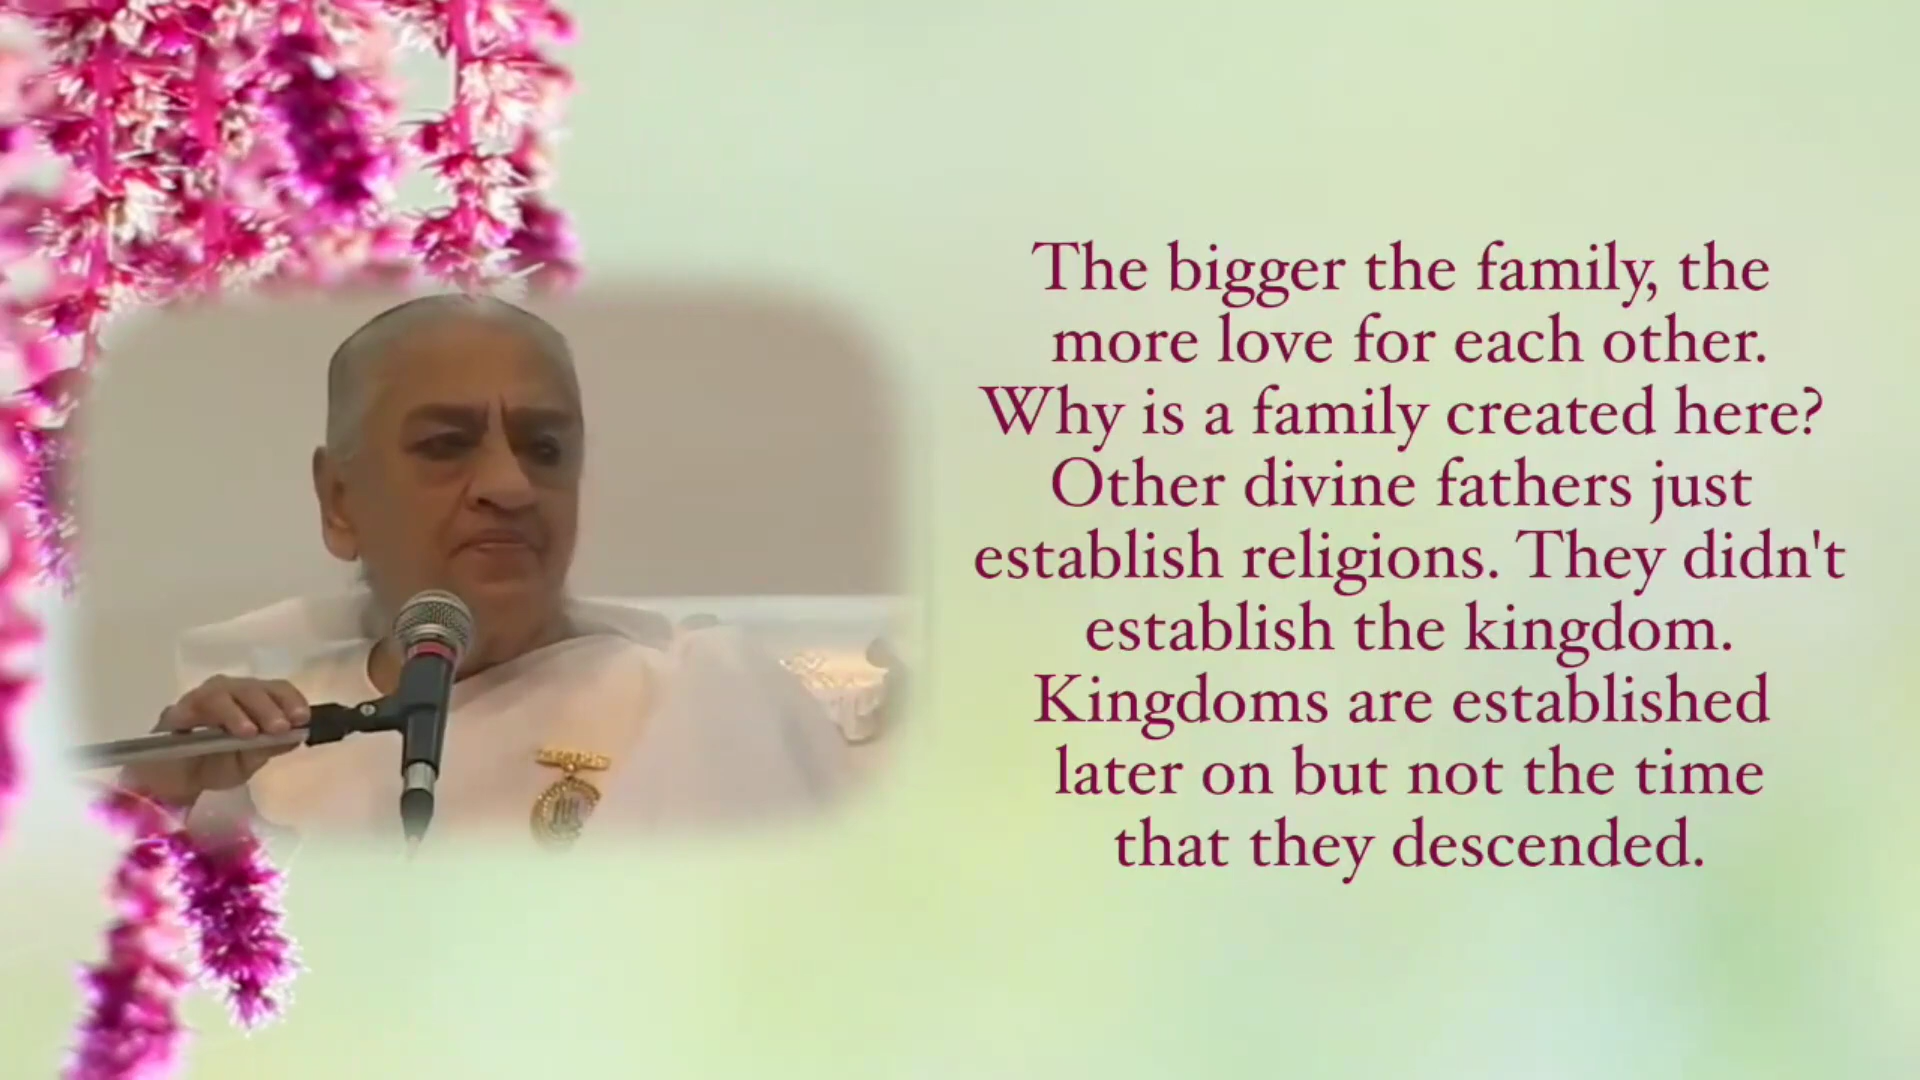 The bigger the family, the
more love for each other.
Why is a family created here?
Other divine fathers just
establish religions. They didn't
establish the kingdom.
Kingdoms are established
later on but not the time
that they descended.